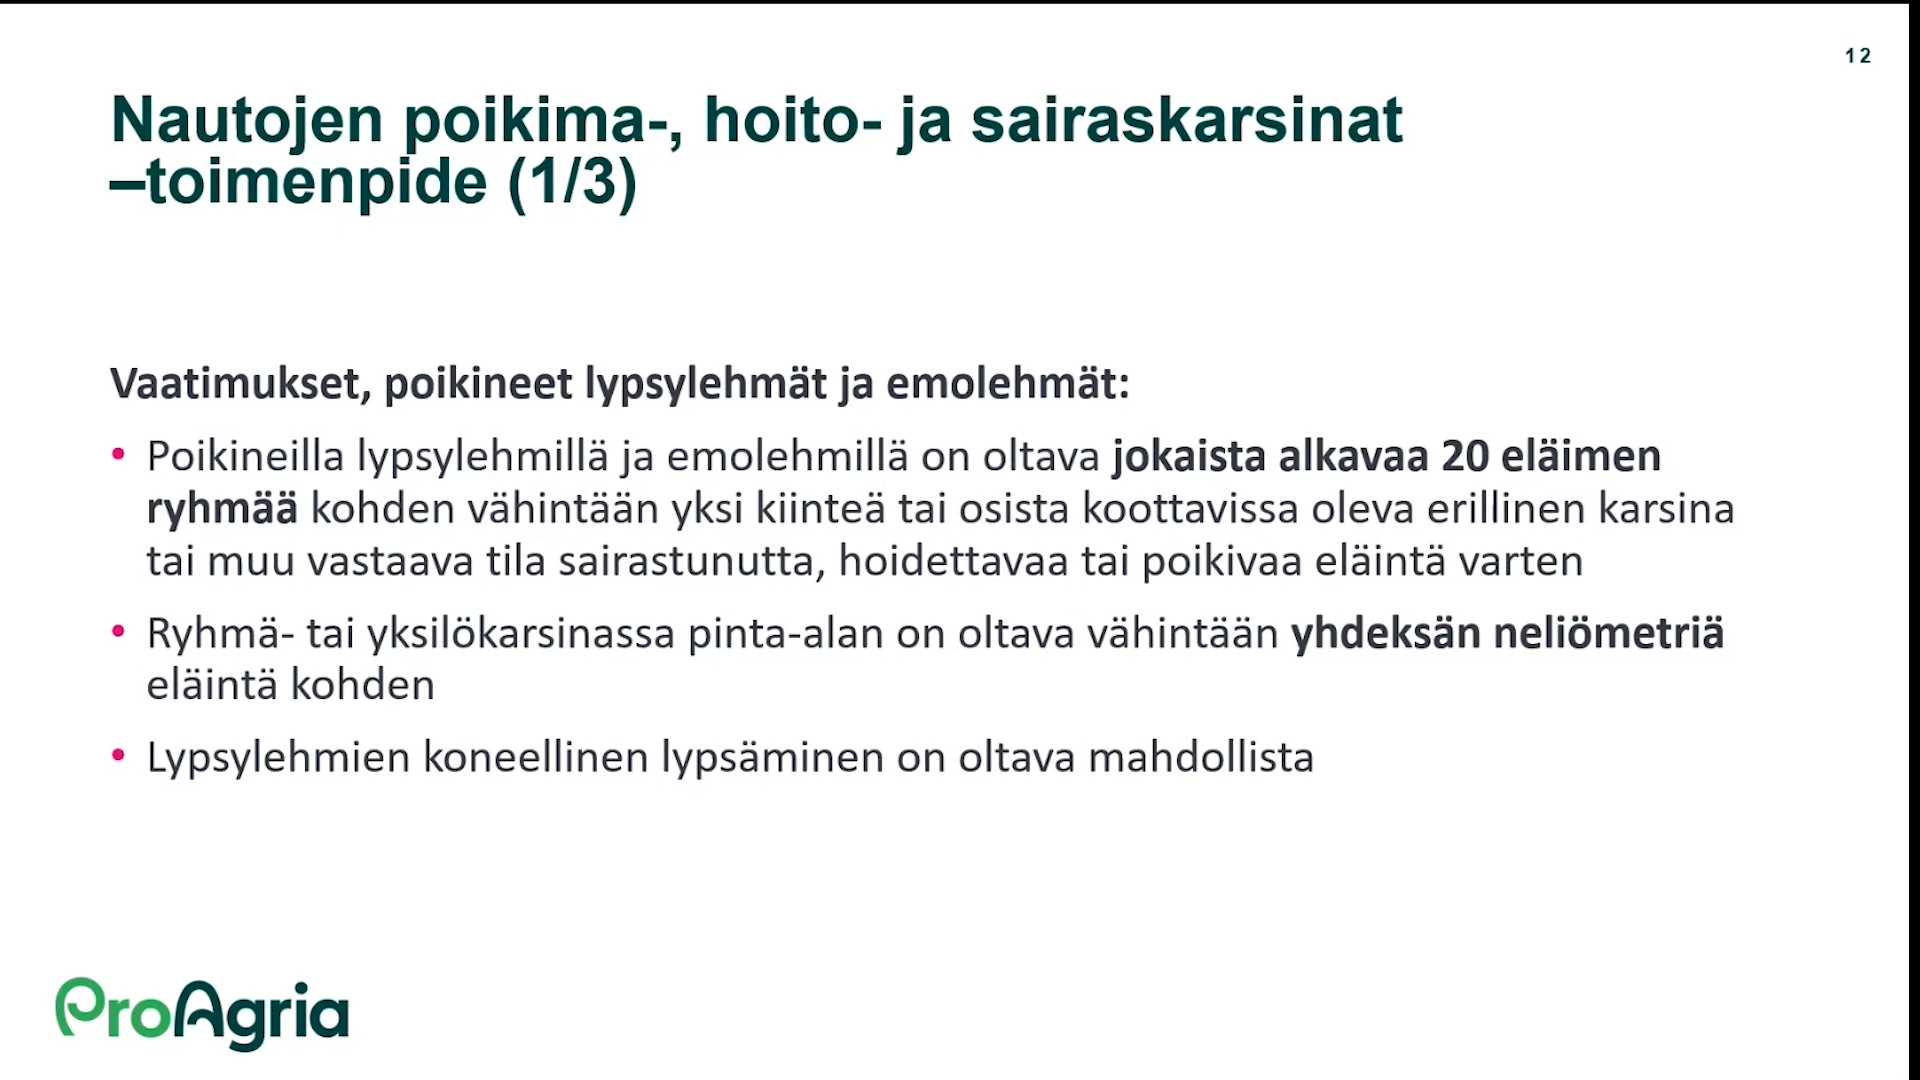 12
Nautojen poikima-, hoito- ja sairaskarsinat
–toimenpide (1/3)
Vaatimukset, poikineet lypsylehmät ja emolehmät:
• Poikineilla lypsylehmillä ja emolehmillä on oltava jokaista alkavaa 20 eläimen
ryhmää kohden vähintään yksi kiinteä tai osista koottavissa oleva erillinen karsina
tai muu vastaava tila sairastunutta, hoidettavaa tai poikivaa eläintä varten
• Ryhmä- tai yksilökarsinassa pinta-alan on oltava vähintään yhdeksän neliömetriä
eläintä kohden
• Lypsylehmien koneellinen lypsäminen on oltava mahdollista
ProAgria